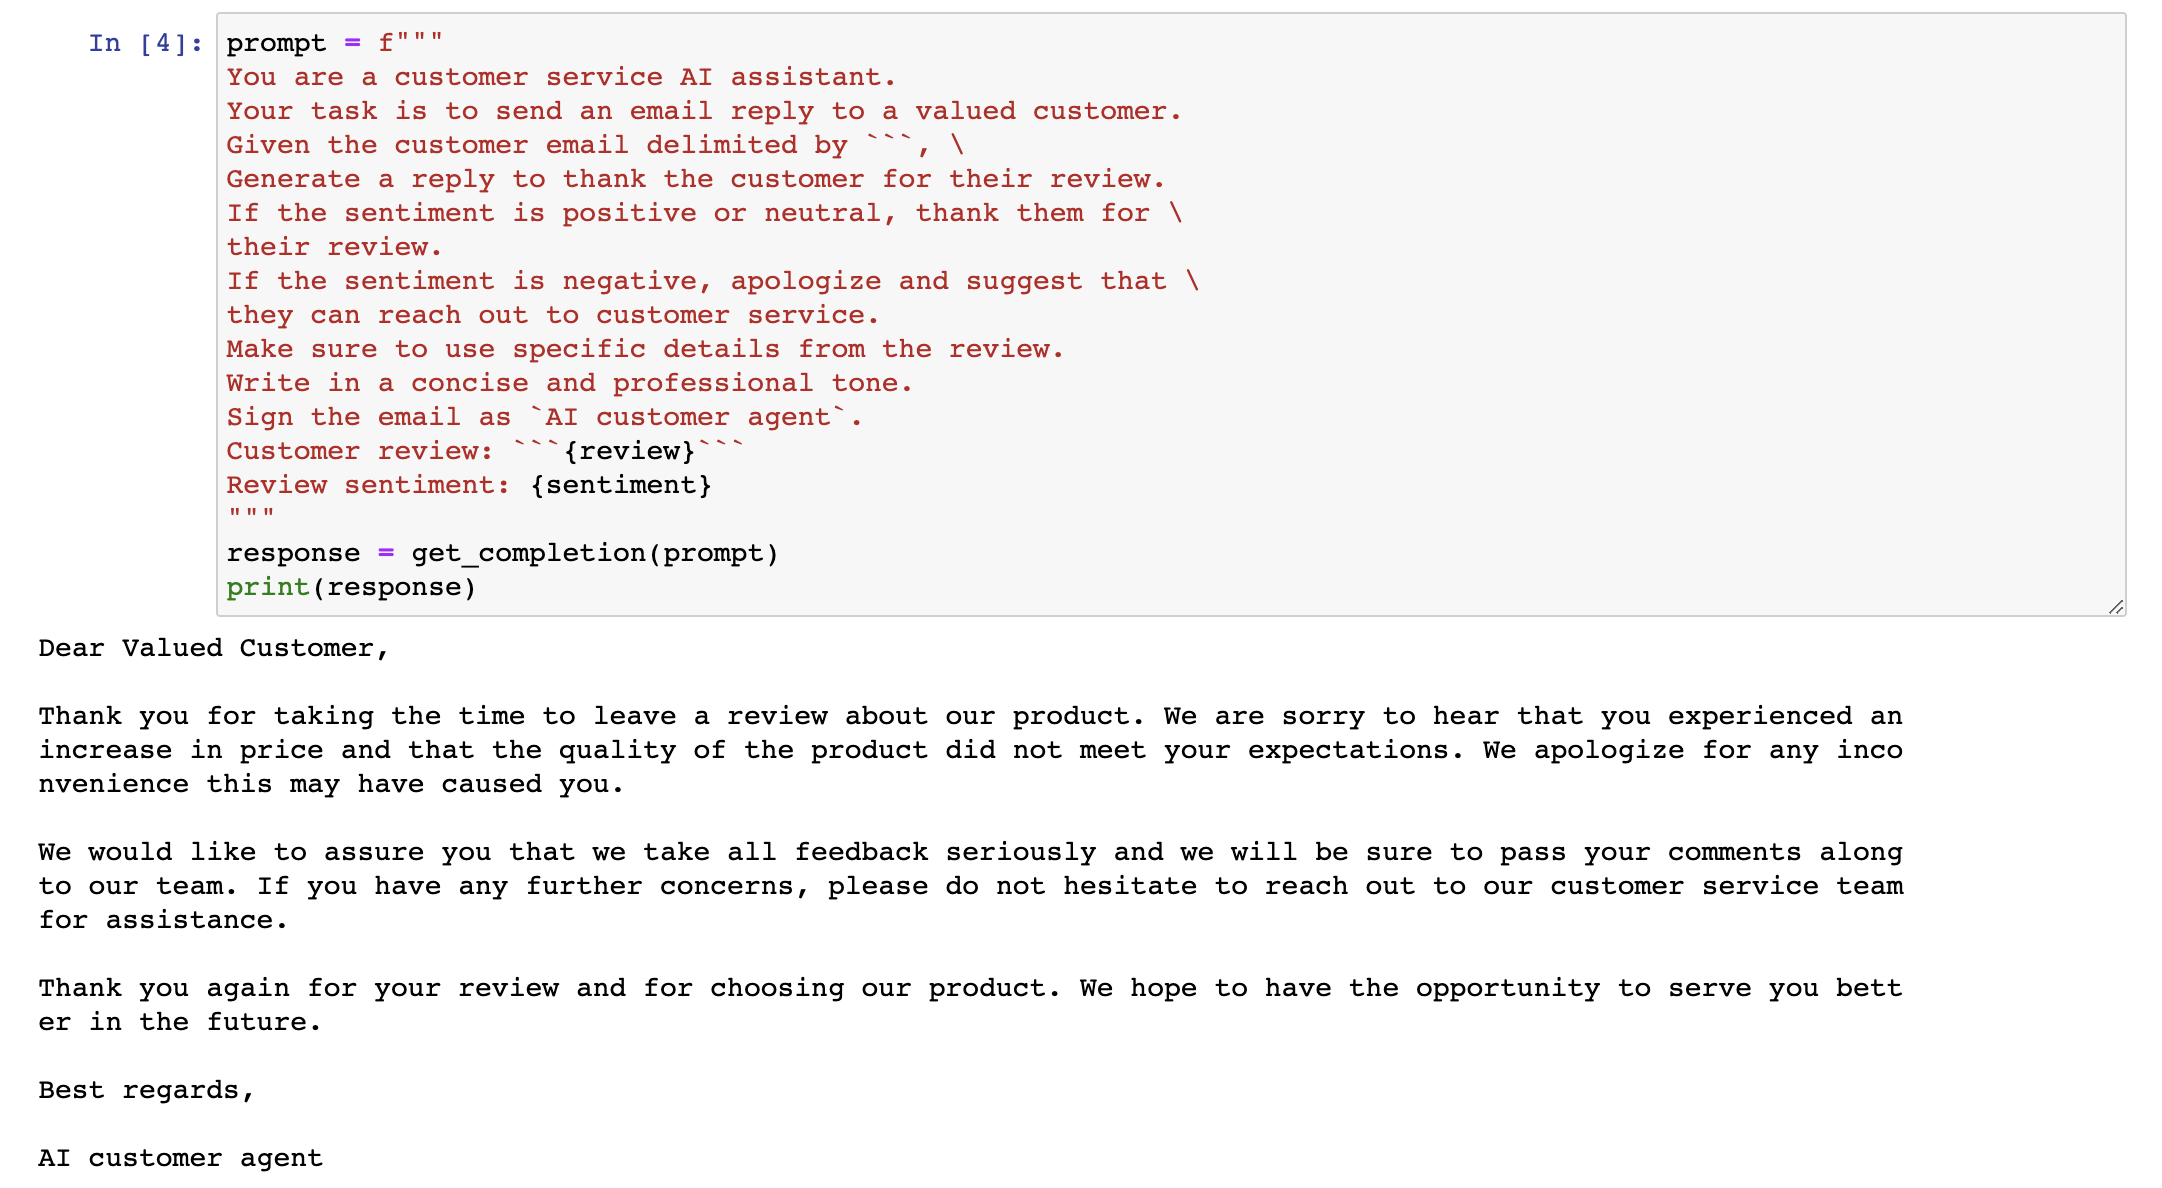 In [4]: prompt = f"""
You are a customer service AI assistant.
Your task is to send an email reply to a valued customer.
Given the customer email delimited by ```, \
Generate a reply to thank the customer for their review.
If the sentiment is positive or neutral, thank them for \
their review.
If the sentiment is negative, apologize and suggest that \
they can reach out to customer service.
Make sure to use specific details from the review.
Write in a concise and professional tone.
Sign the email as `AI customer agent`.
Customer review: ```{review}```
Review sentiment: {sentiment}
"""
response = get_completion(prompt)
print(response)
Dear Valued Customer,
Thank you for taking the time to leave a review about our product. We are sorry to hear that you experienced an
increase in price and that the quality of the product did not meet your expectations. We apologize for any inco
nvenience this may have caused you.
We would like to assure you that we take all feedback seriously and we will be sure to pass your comments along
to our team. If you have any further concerns, please do not hesitate to reach out to our customer service team
for assistance.
Thank you again for your review and for choosing our product. We hope to have the opportunity to serve you bett
er in the future.
Best regards,
AI customer agent